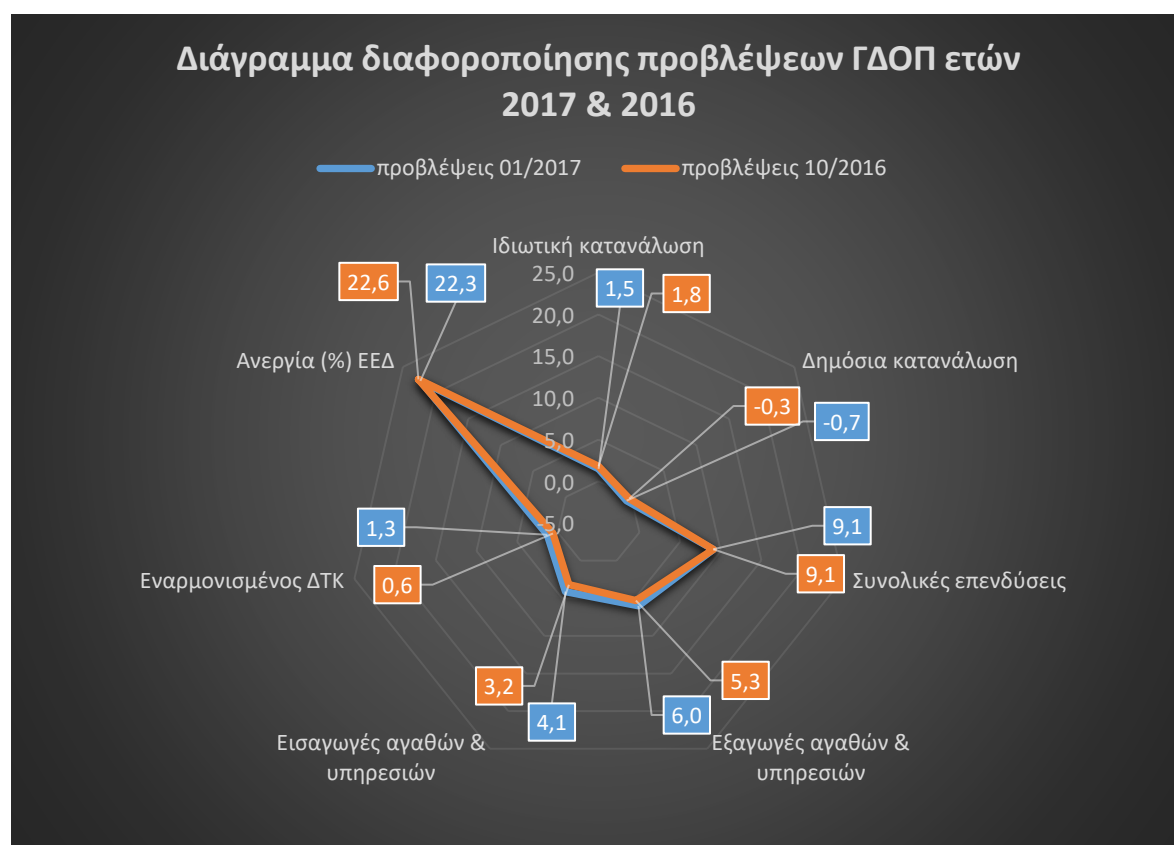 Διάγραμμα διαφοροποίησης προβλέψεων ΓΔΟΠ ετών
2017 & 2016
προβλέψεις 01/2017
προβλέψεις 10/2016
Ιδιωτική κατανάλωση
25,0
20,0
15,0
10,0
5,0
0,0
-5,0
22,6
22,3
1,5
1,8
Ανεργία (%) ΕΕΔ
Δημόσια κατανάλωση
-0,3
-0,7
1,3
9,1
Εναρμονισμένος ΔΤΚ
0,6
9,1
Συνολικές επενδύσεις
3,2
5,3
4,1
6,0
Εισαγωγές αγαθών &
υπηρεσιών
Εξαγωγές αγαθών &
υπηρεσιών